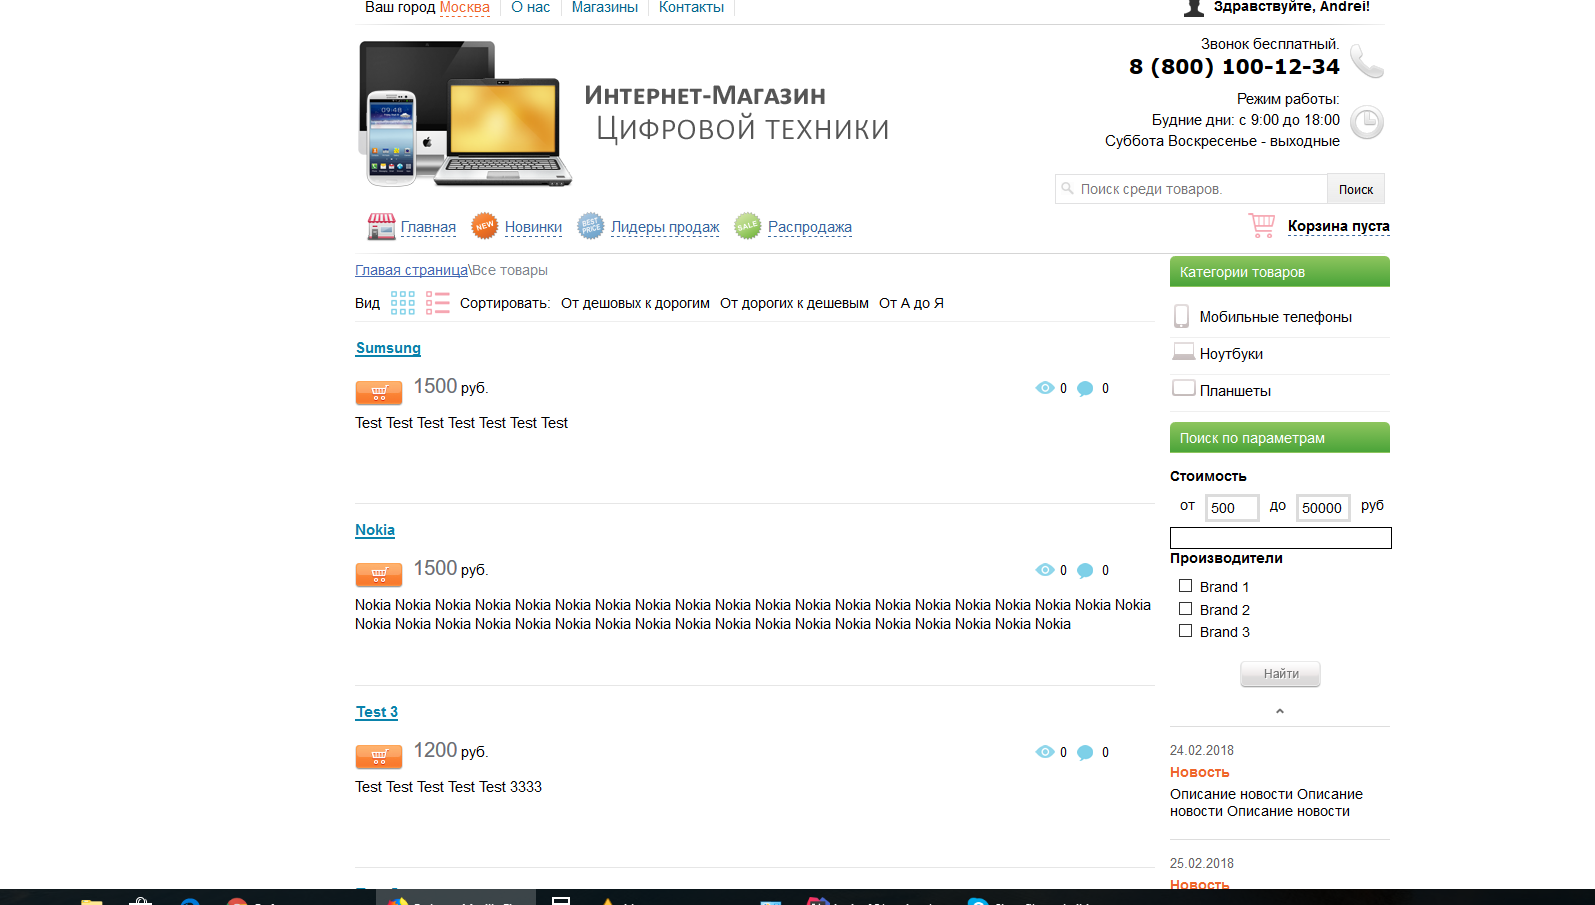 Ваш город Москва О нас Магазины Контакты Здравствуйте, Andrei!
Звонок бесплатный.
8 (800) 100-12-34
Режим работы:
Будние дни: с 9:00 до 18:00
Суббота Воскресенье - выходные
09:48
Интернет-Магазин
Цифровой техники
Поиск среди товаров. Поиск
Главная NEW Новинки BEST PRICE Лидеры продаж SALE Распродажа Корзина пуста
Главая страница\Все товары
Вид Сортировать: От дешовых к дорогим От дорогих к дешевым От А до Я
Sumsung
1500 руб. 0 0
Test Test Test Test Test Test Test
Nokia
1500 руб. 0 0
Nokia Nokia Nokia Nokia Nokia Nokia Nokia Nokia Nokia Nokia Nokia Nokia Nokia Nokia Nokia Nokia Nokia Nokia Nokia Nokia
Nokia Nokia Nokia Nokia Nokia Nokia Nokia Nokia Nokia Nokia Nokia Nokia Nokia Nokia Nokia Nokia Nokia Nokia
Test 3
1200 руб. 0 0
Test Test Test Test Test 3333
Категории товаров
Мобильные телефоны
Ноутбуки
Планшеты
Поиск по параметрам
Стоимость
от 500 до 50000 руб
Производители
Brand 1
Brand 2
Brand 3
Найти
24.02.2018
Новость
Описание новости Описание
новости Описание новости
25.02.2018
Новость